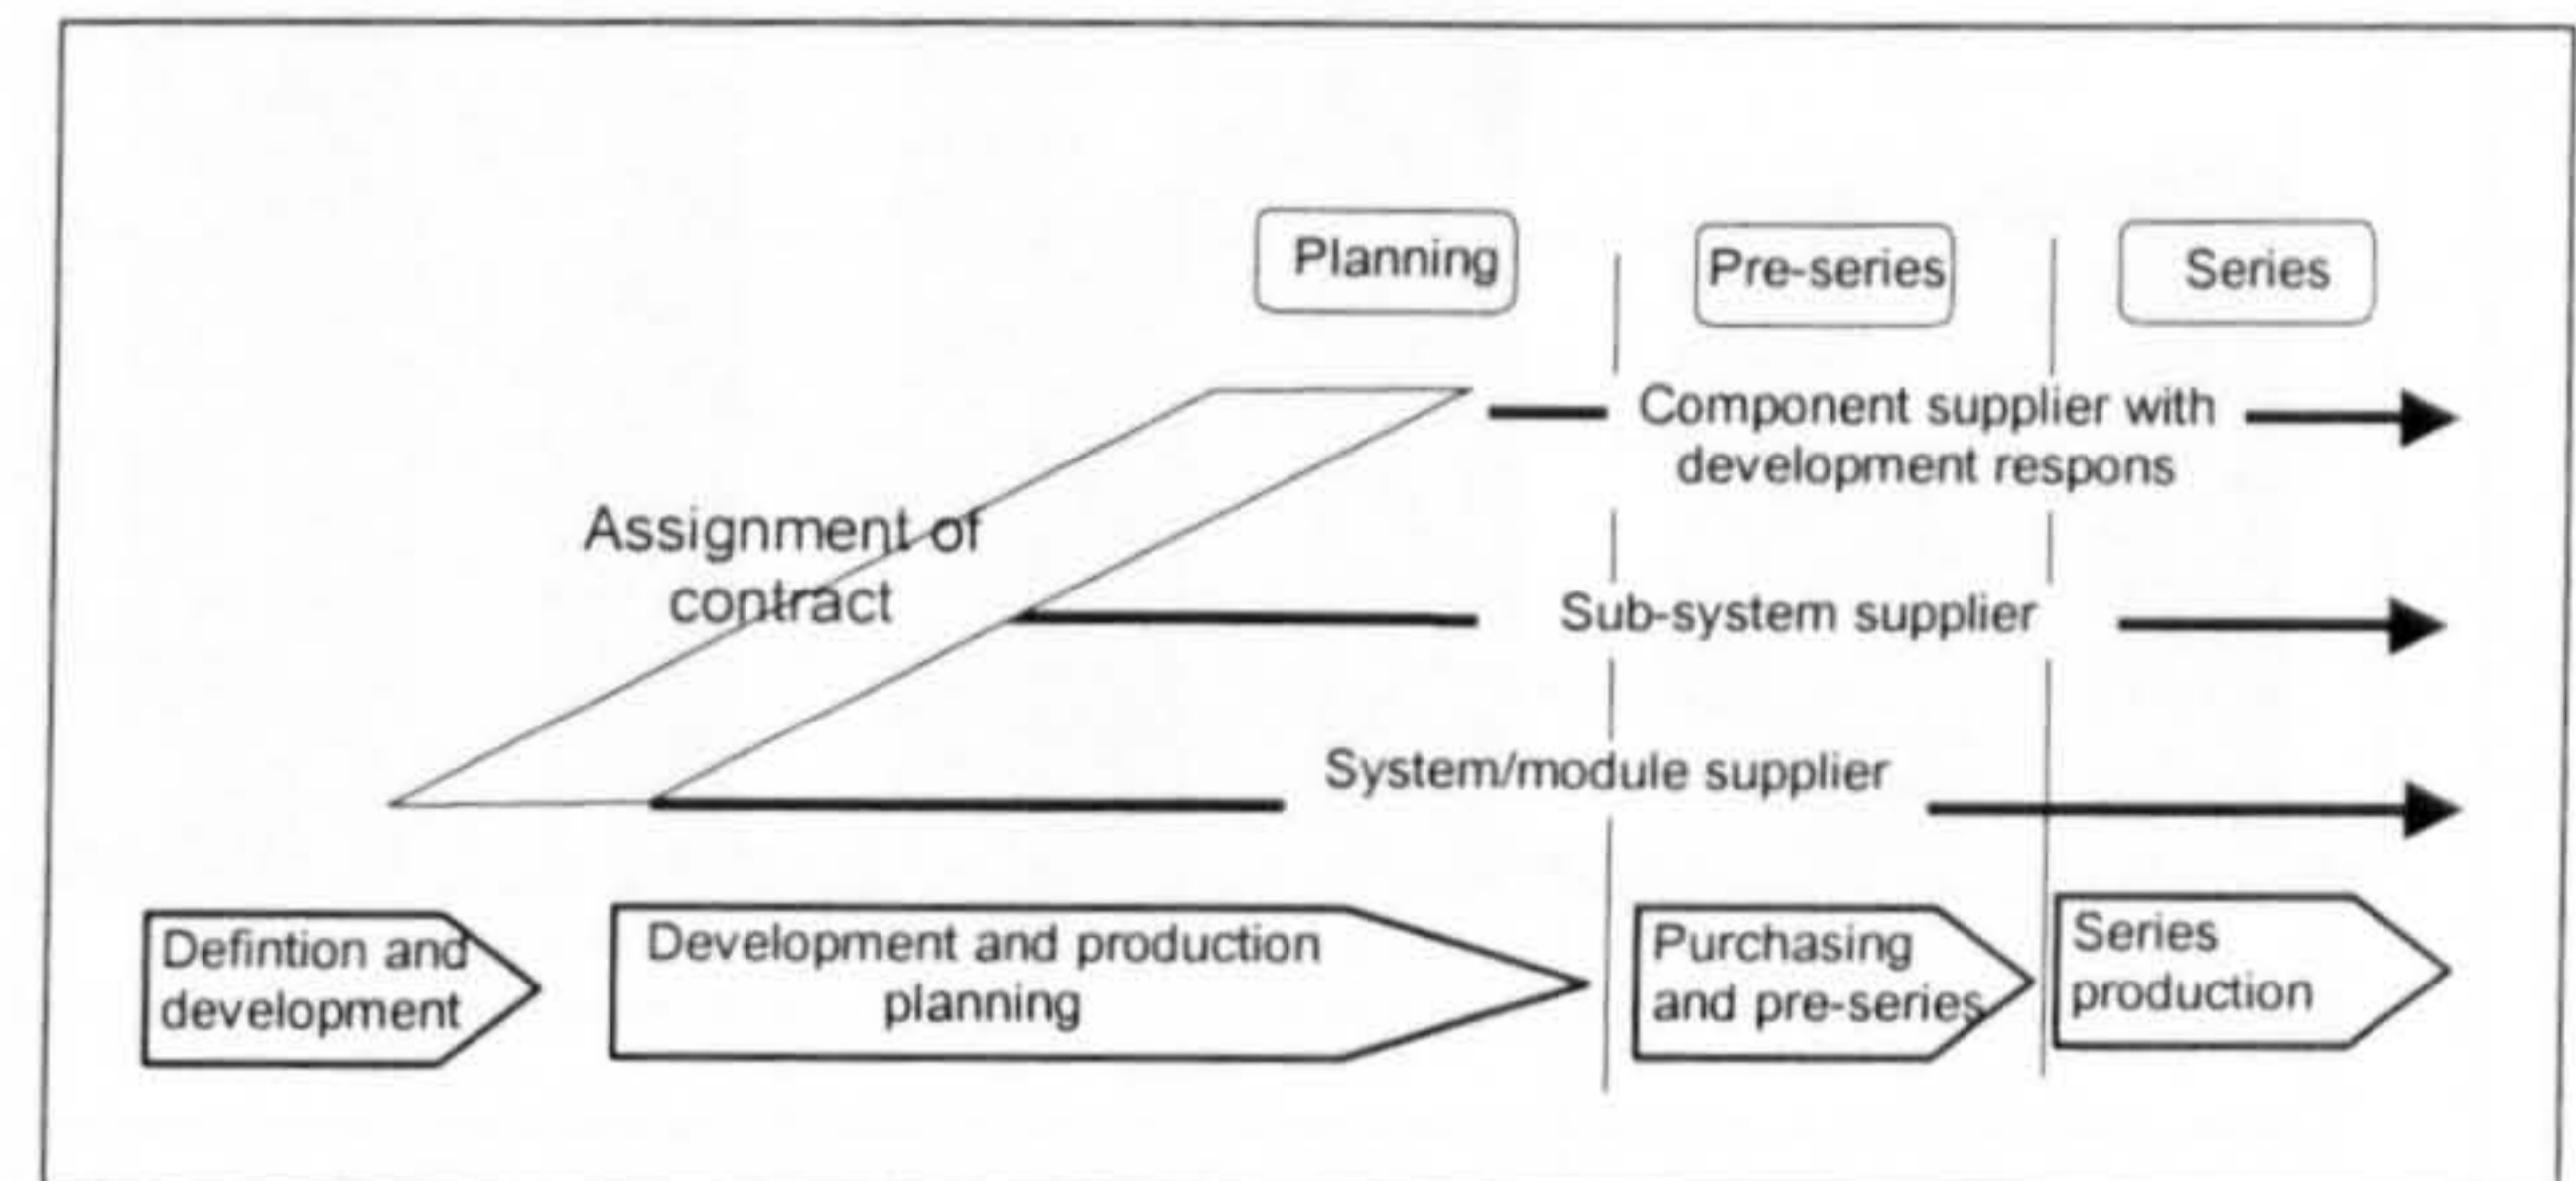 Planning
Pre-series
Series
Component supplier with
development respons
Assignment of
contract
Sub-system supplier
System/module supplier
Defintion and
development
Development and production
planning
Purchasing
and pre-series
Series
production